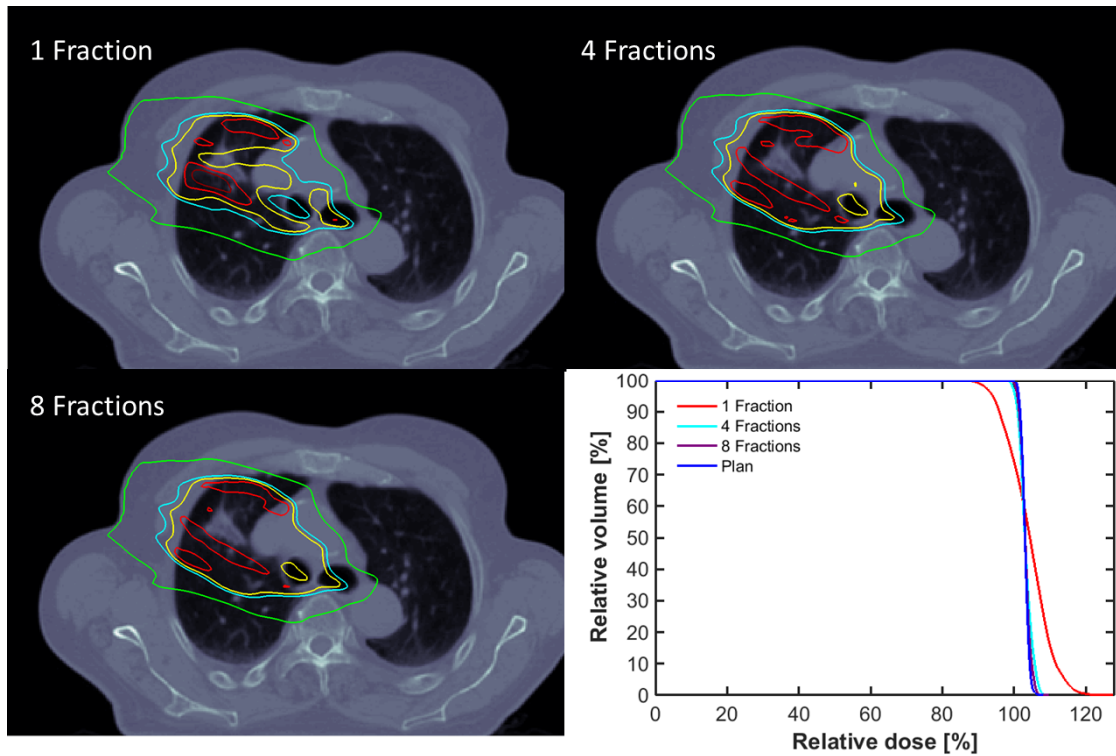 1 Fraction
4 Fractions
8 Fractions
100
90
80
70
60
50
40
30
20
10
0
Relative volume [%]
1 Fraction
4 Fractions
8 Fractions
Plan
0 20 40 60 80 100 120
Relative dose [%]